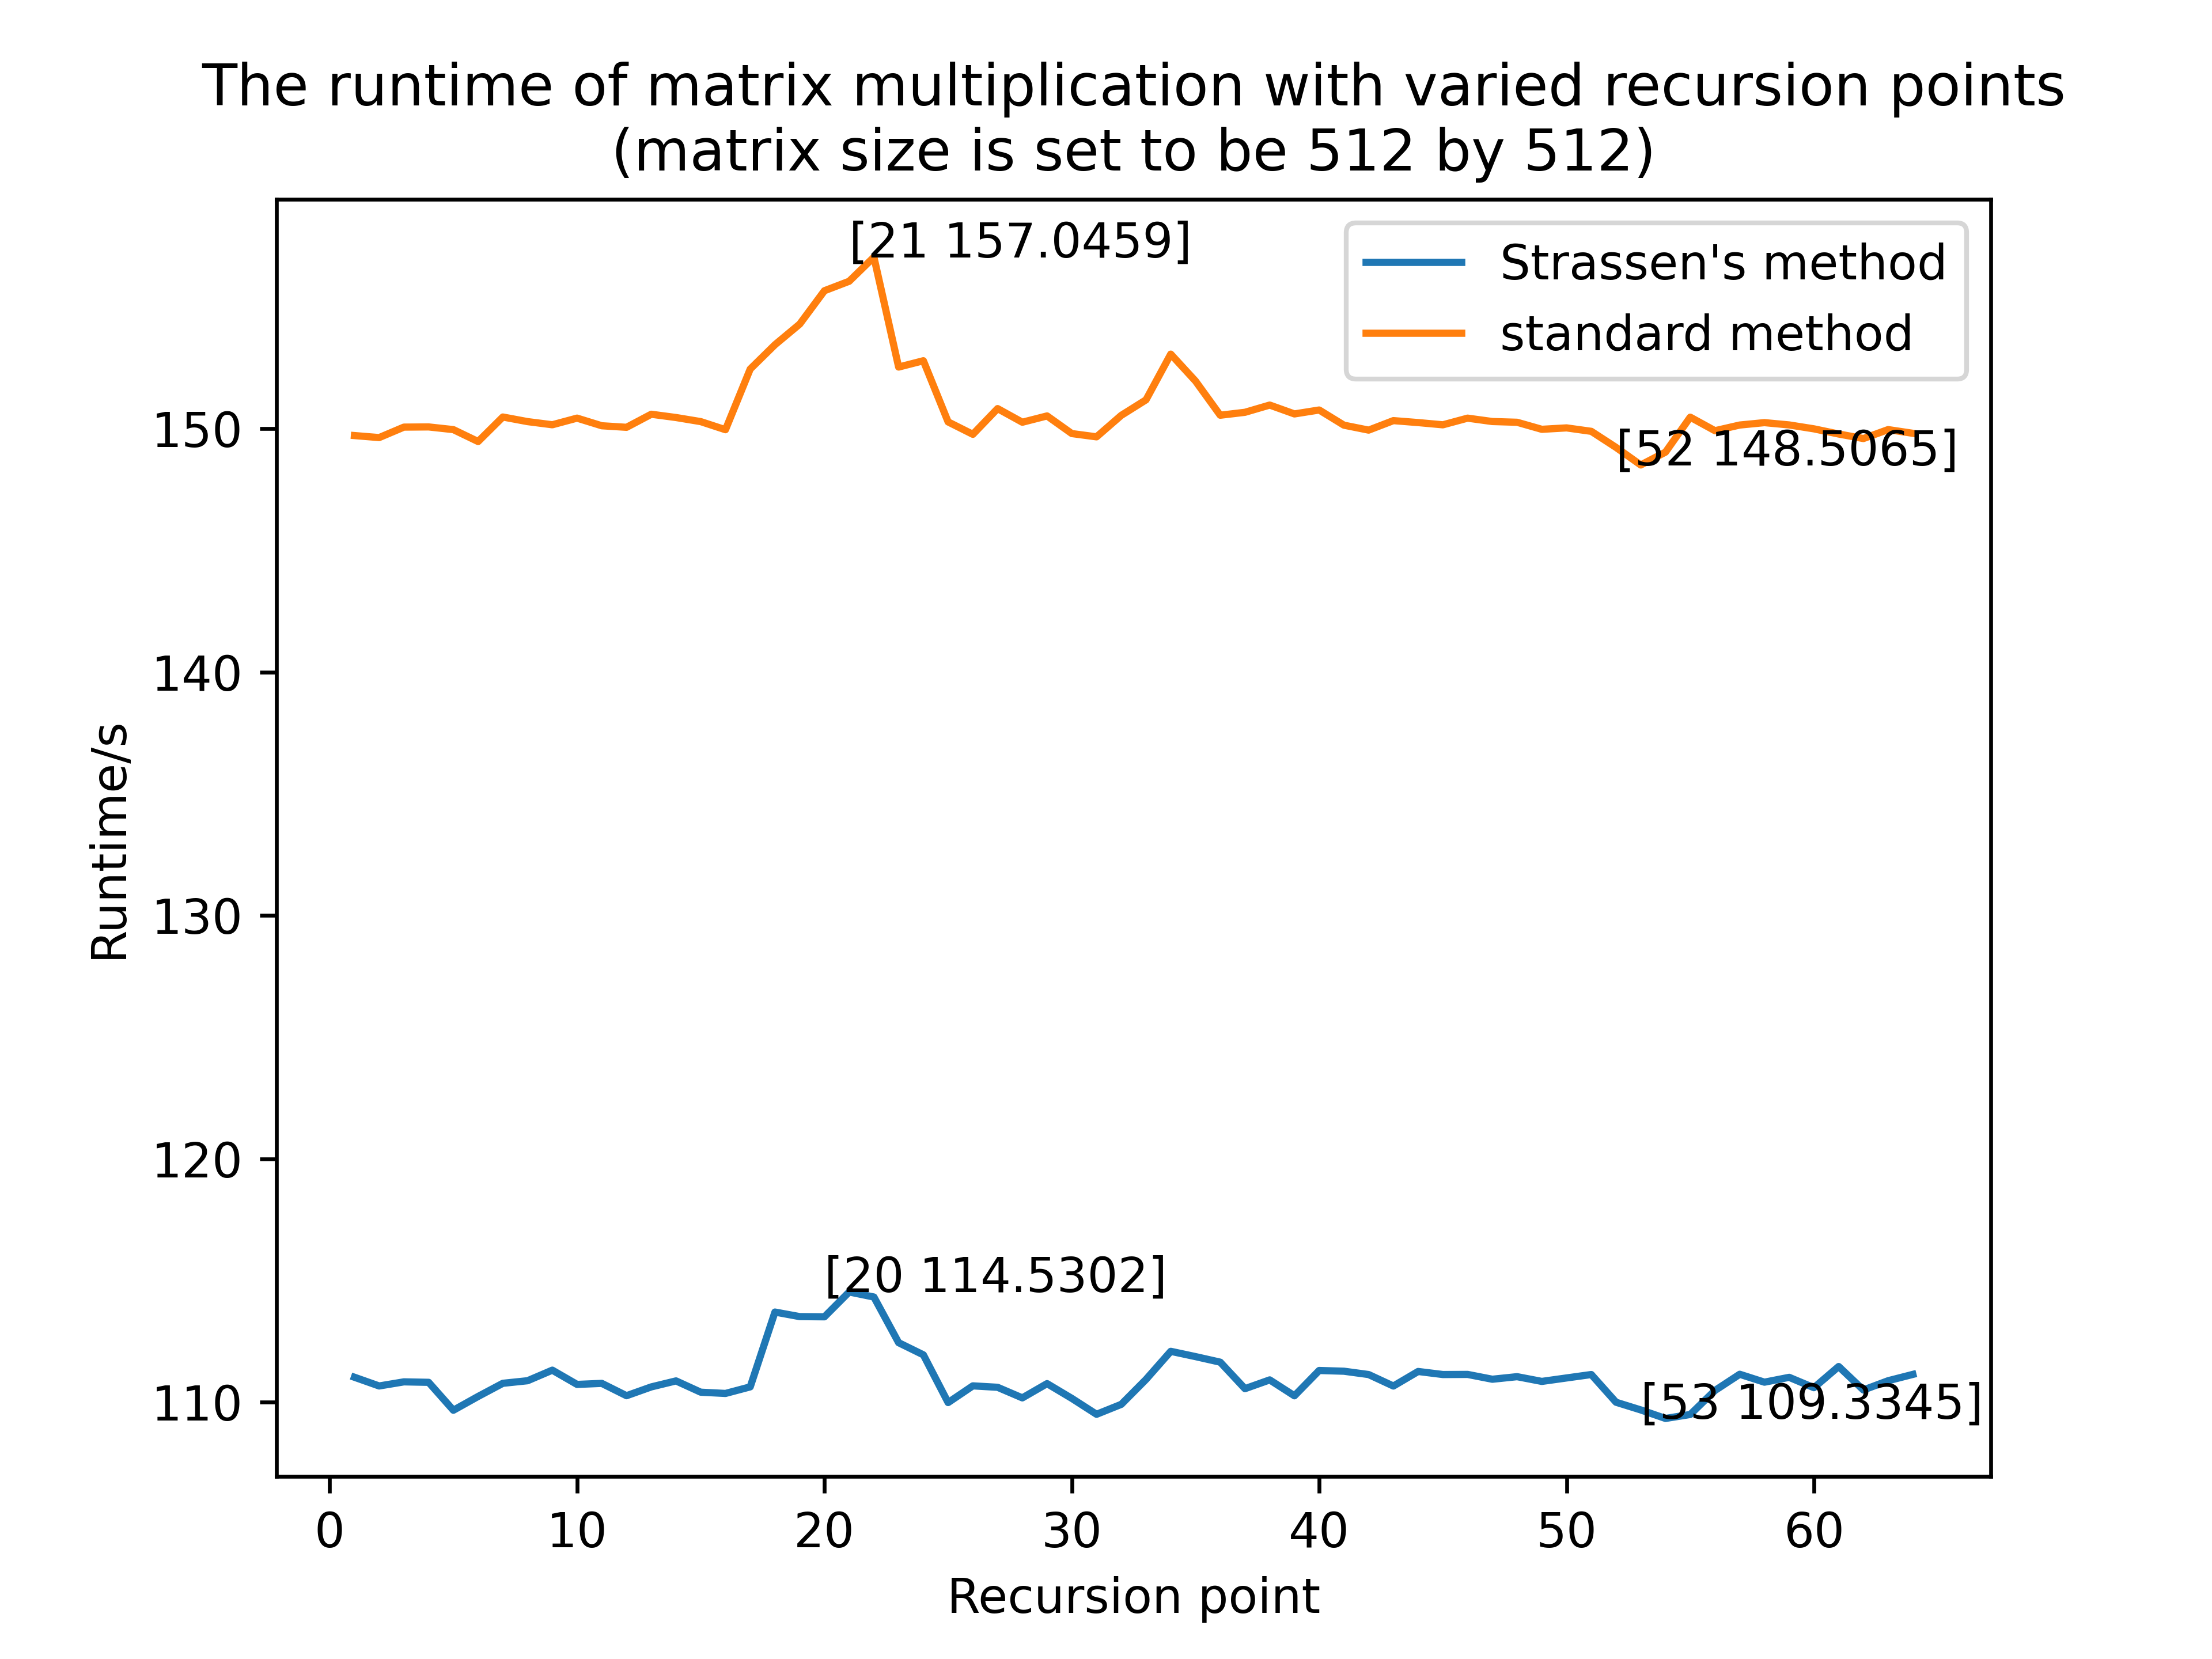 The runtime of matrix multiplication with varied recursion points
(matrix size is set to be 512 by 512)
[21 157.0459]
Strassen's method
standard method
150
[52 148.5065]
140
Runtime/s
130
120
[20 114.5302]
110
[53 109.3345]
0 10 20 30 40 50 60
Recursion point